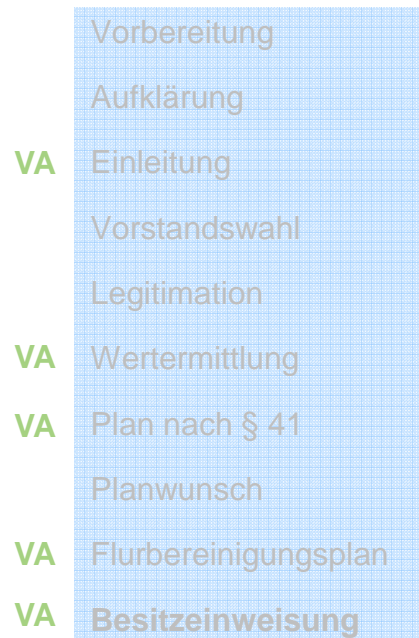 Vorbereitung
Aufklärung
VA Einleitung
Vorstandswahl
Legitimation
VA Wertermittlung
VA Plan nach § 41
Planwunsch
VA Flurbereinigungsplan
VA Besitzeinweisung